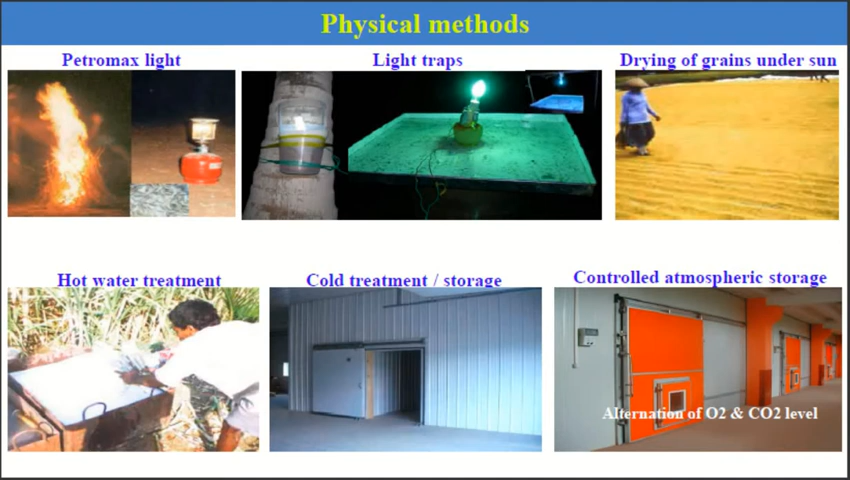 Physical methods
Petromax light
Light traps
Drying of grains under sun
Hot water treatment
Cold treatment / storage
Controlled atmospheric storage
Alternation of O2 & CO2 level